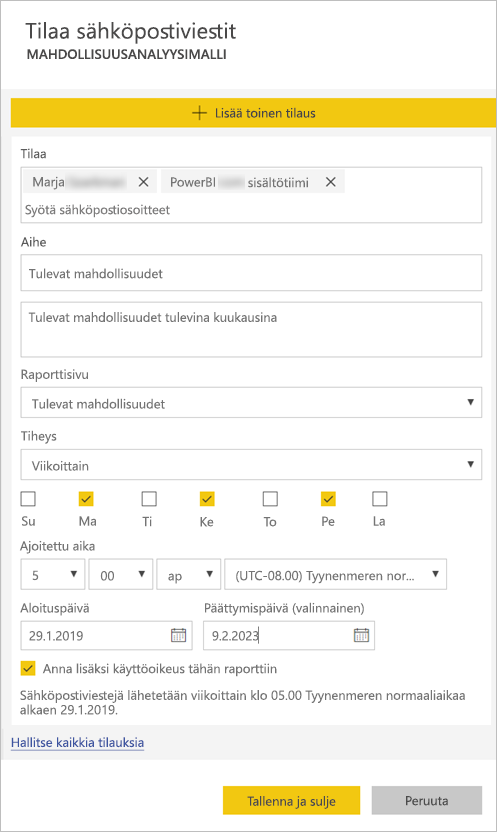 Tilaa sähköpostiviestit
MAHDOLLISUUSANALYYSIMALLI
Lisää toinen tilaus
Tilaa
Marja
PowerBI sisältötiimi
Syötä sähköpostiosoitteet
Aihe
Tulevat mahdollisuudet
Tulevat mahdollisuudet tulevina kuukausina
Raporttisivu
Tulevat mahdollisuudet
Tiheys
Viikoittain
Su Ma Ti Ke To Pe La
Ajoitettu aika
5 00 ap (UTC-08.00) Tyynenmeren nor...
Aloituspäivä Päättymispäivä (valinnainen)
29.1.2019 9.2.2023
Anna lisäksi käyttöoikeus tähän raporttiin
Sähköpostiviestejä lähetetään viikoittain klo 05.00 Tyynenmeren normaaliaikaa
alkaen 29.1.2019.
Hallitse kaikkia tilauksia
Tallenna ja sulje Peruuta